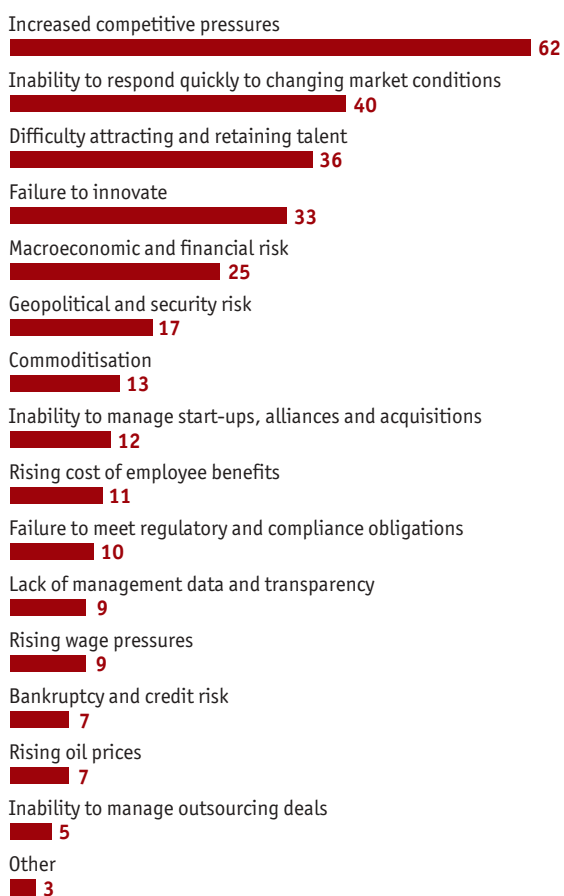 Increased competitive pressures
62
Inability to respond quickly to changing market conditions
40
Difficulty attracting and retaining talent
36
Failure to innovate
33
Macroeconomic and financial risk
25
Geopolitical and security risk
17
Commoditisation
13
Inability to manage start-ups, alliances and acquisitions
12
Rising cost of employee benefits
11
Failure to meet regulatory and compliance obligations
10
Lack of management data and transparency
9
Rising wage pressures
9
Bankruptcy and credit risk
7
Rising oil prices
7
Inability to manage outsourcing deals
5
Other
3